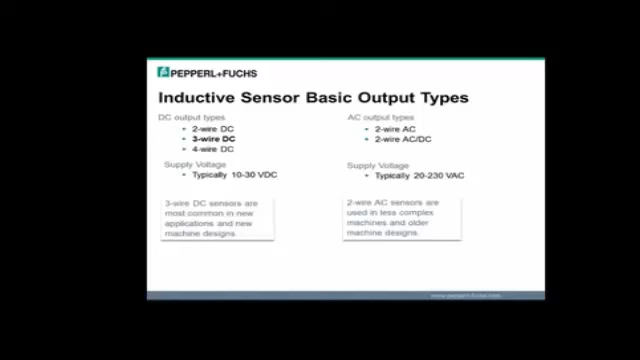 PEPPERL+FUCHS
Inductive Sensor Basic Output Types
DC output types
• 2-wire DC
• 3-wire DC
• 4-wire DC
Supply Voltage
• Typically 10-30 VDC
3-wire DC sensors are
most common in new
applications and new
machine designs.
AC output types
• 2-wire AC
• 2-wire AC/DC
Supply Voltage
• Typically 20-230 VAC
2-wire AC sensors are
used in less complex
machines and older
machine designs.
www.pepperl-fuchs.com